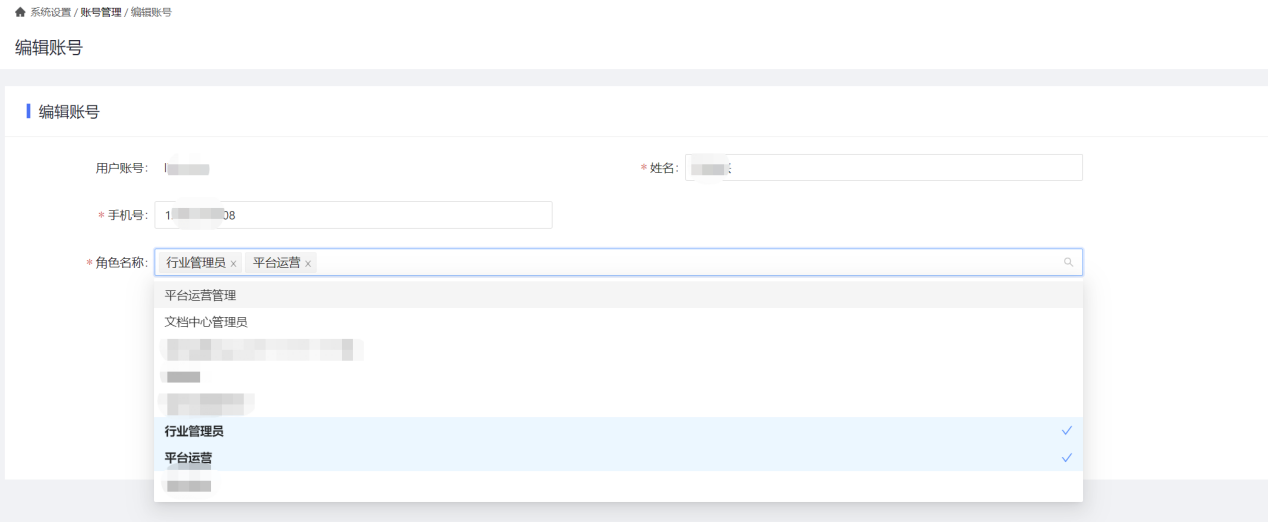 系统设置 / 账号管理 / 编辑账号
编辑账号
编辑账号
用户账号：
* 姓名：
* 手机号： 1 08
* 角色名称： 行业管理员 x 平台运营 x
平台运营管理
文档中心管理员
行业管理员
平台运营